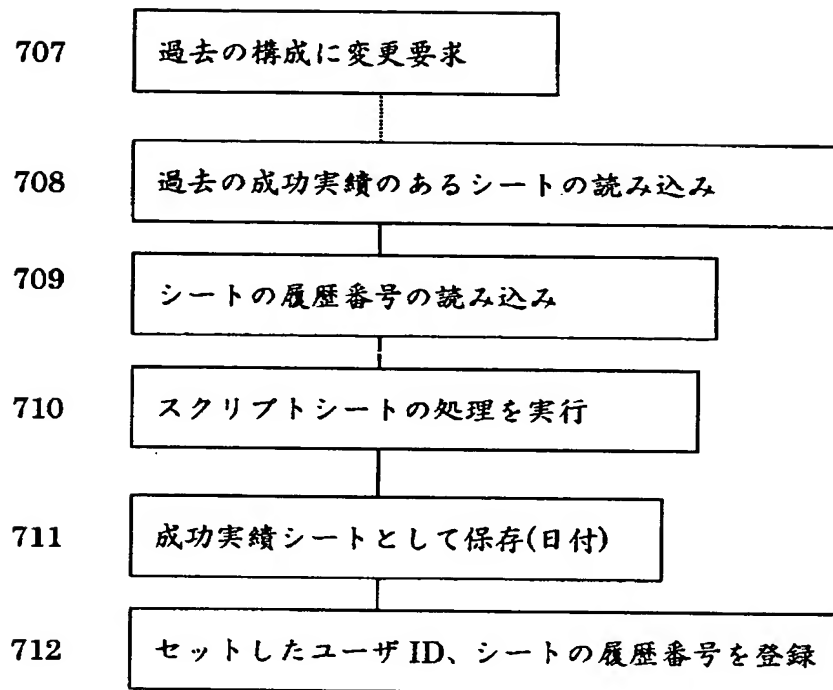 707 過去の構成に変更要求
708 過去の成功実績のあるシートの読み込み
709 シートの履歴番号の読み込み
710 スクリプトシートの処理を実行
711 成功実績シートとして保存(日付)
712 セットしたユーザID、シートの履歴番号を登録